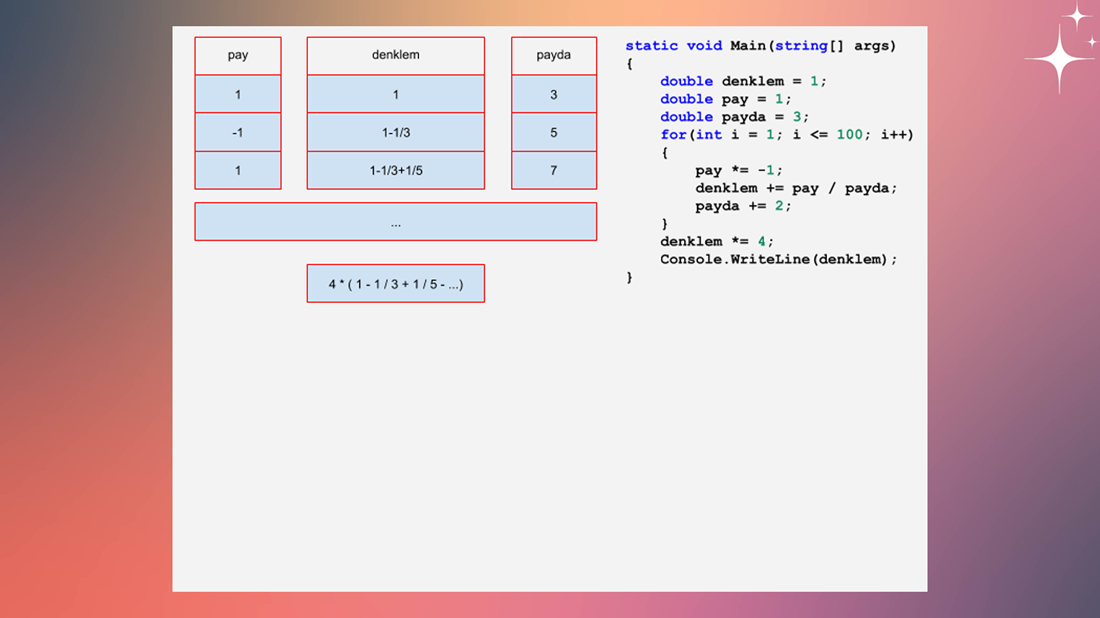 pay denklem payda
1 1 3
-1 1-1/3 5
1 1-1/3+1/5 7
...
4 * ( 1 - 1 / 3 + 1 / 5 - ...)
static void Main(string[] args)
{
    double denklem = 1;
    double pay = 1;
    double payda = 3;
    for(int i = 1; i <= 100; i++)
    {
        pay *= -1;
        denklem += pay / payda;
        payda += 2;
    }
    denklem *= 4;
    Console.WriteLine(denklem);
}